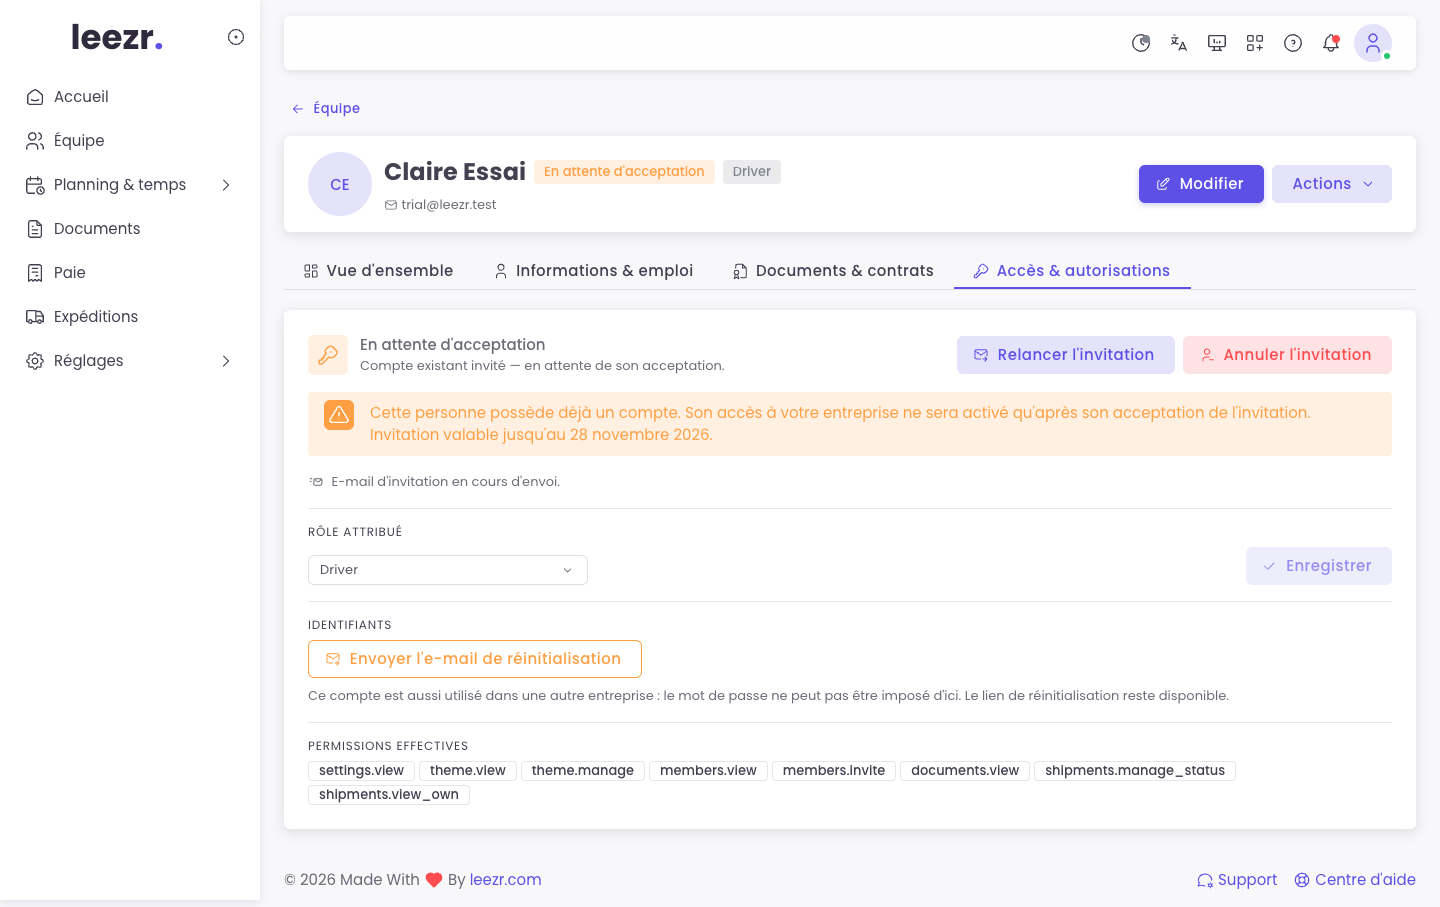 leezr.
Accueil
Équipe
Planning & temps
Documents
Paie
Expéditions
Réglages
Équipe
CE
Claire Essai
En attente d'acceptation
Driver
trial@leezr.test
Modifier
Actions
Vue d'ensemble
Informations & emploi
Documents & contrats
Accès & autorisations
En attente d'acceptation
Compte existant invité — en attente de son acceptation.
Relancer l'invitation
Annuler l'invitation
Cette personne possède déjà un compte. Son accès à votre entreprise ne sera activé qu'après son acceptation de l'invitation.
Invitation valable jusqu'au 28 novembre 2026.
E-mail d'invitation en cours d'envoi.
RÔLE ATTRIBUÉ
Driver
Enregistrer
IDENTIFIANTS
Envoyer l'e-mail de réinitialisation
Ce compte est aussi utilisé dans une autre entreprise : le mot de passe ne peut pas être imposé d'ici. Le lien de réinitialisation reste disponible.
PERMISSIONS EFFECTIVES
settings.view theme.view theme.manage members.view members.invite documents.view shipments.manage_status
shipments.view_own
© 2026 Made With By leezr.com
Support
Centre d'aide